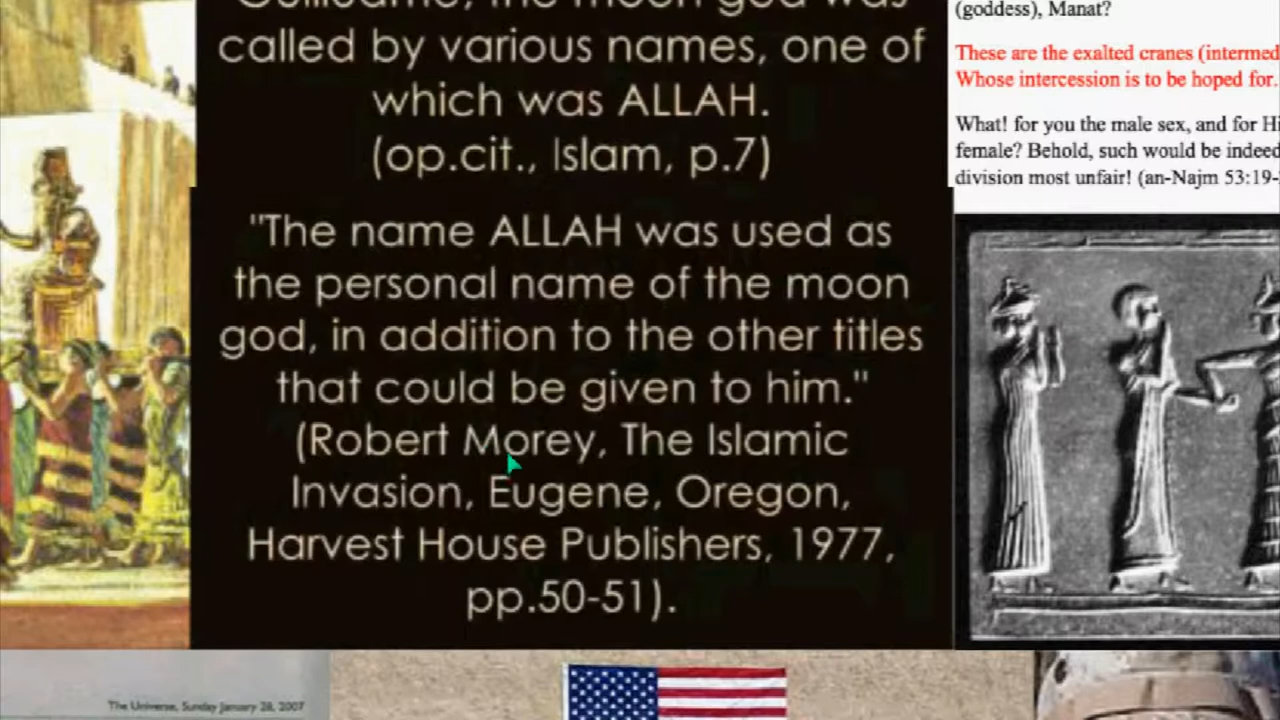 called by various names, one of
which was ALLAH.
(op.cit., Islam, p.7)
"The name ALLAH was used as
the personal name of the moon
god, in addition to the other titles
that could be given to him."
(Robert Morey, The Islamic
Invasion, Eugene, Oregon,
Harvest House Publishers, 1977,
pp.50-51).
(goddess), Manat?
These are the exalted cranes
Whose intercession is to be hoped for.
What! for you the male sex, and for
female? Behold, such would be indeed
division most unfair! (an-Najm 53:19-
The Universe, Sunday January 28, 2007